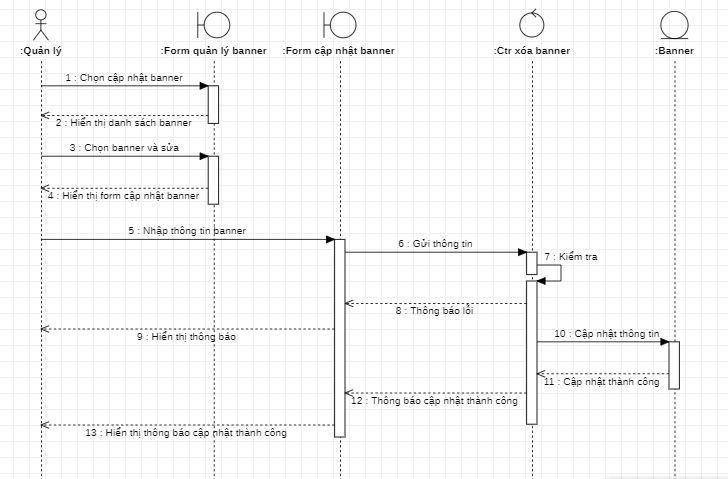 :Quản lý
:Form quản lý banner
:Form cập nhật banner
:Ctr xóa banner
:Banner
1 : Chọn cập nhật banner
2 : Hiển thị danh sách banner
3 : Chọn banner và sửa
4 : Hiển thị form cập nhật banner
5 : Nhập thông tin banner
6 : Gửi thông tin
7 : Kiểm tra
8 : Thông báo lỗi
9 : Hiển thị thông báo
10 : Cập nhật thông tin
11 : Cập nhật thành công
12 : Thông báo cập nhật thành công
13 : Hiển thị thông báo cập nhật thành công